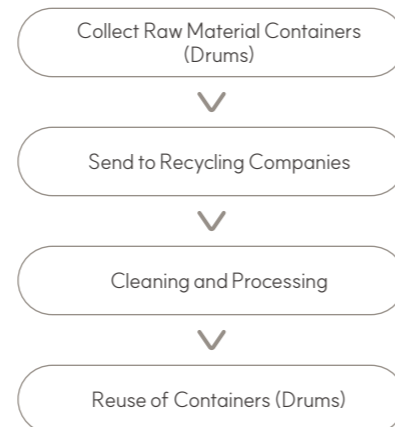 Collect Raw Material Containers
(Drums)
Send to Recycling Companies
Cleaning and Processing
Reuse of Containers (Drums)